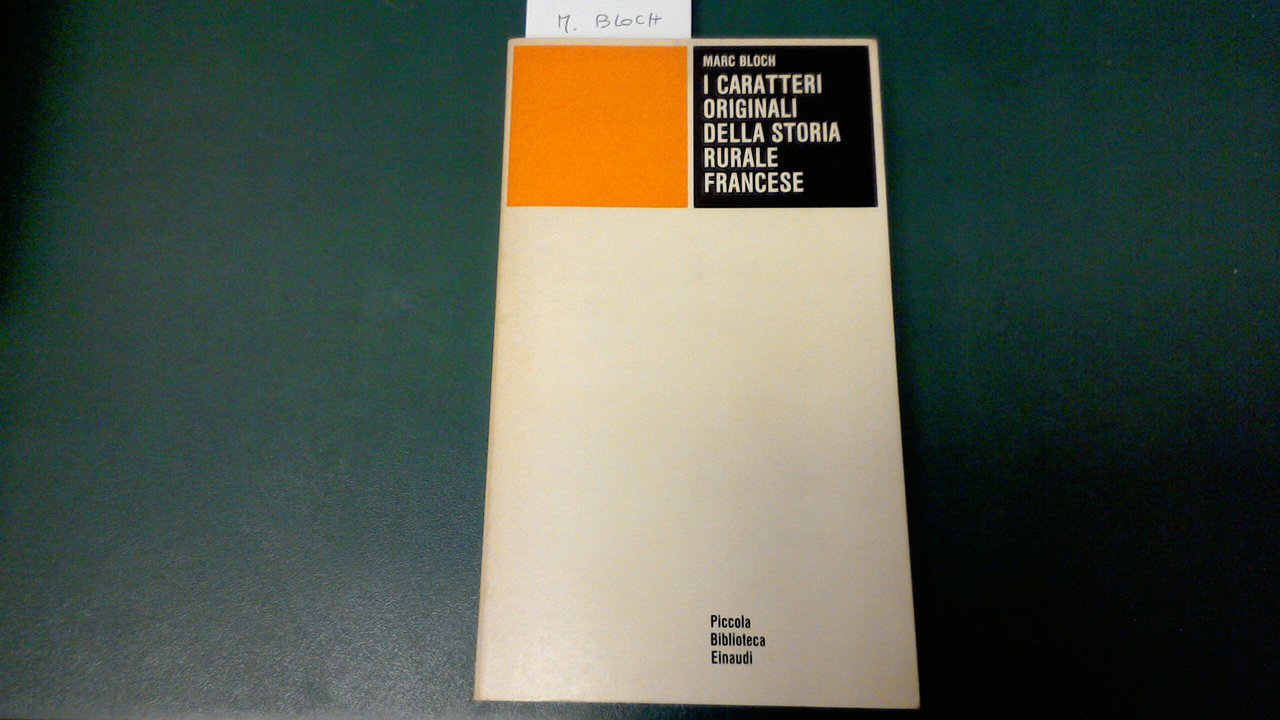 M. BLOCH
MARC BLOCH
I CARATTERI
ORIGINALI
DELLA STORIA
RURALE
FRANCESE
Piccola
Biblioteca
Einaudi